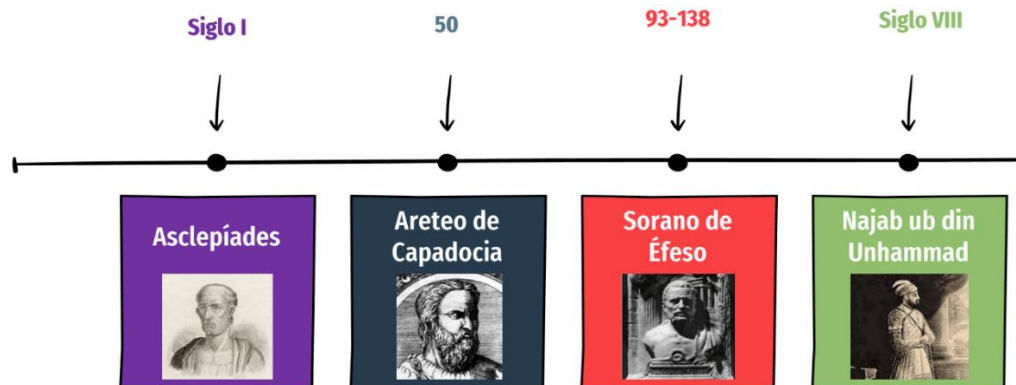 Siglo I
50
93-138
Siglo VIII
Asclepíades
Areteo de
Capadocia
Sorano de
Éfeso
Najab ub din
Unhammad